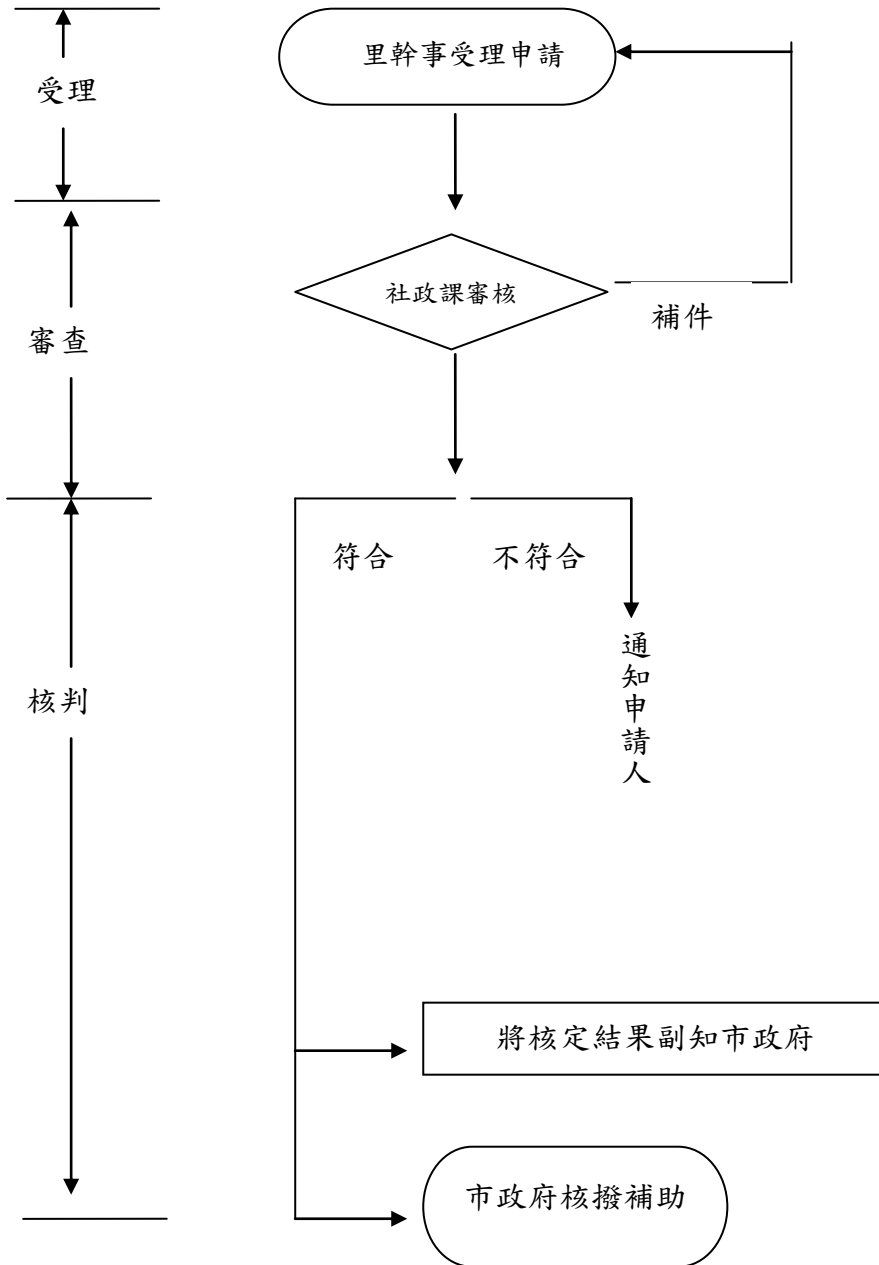 里幹事受理申請
受理
社政課審核
補件
審查
符合
不符合
通知申請人
核判
將核定結果副知市政府
市政府核撥補助